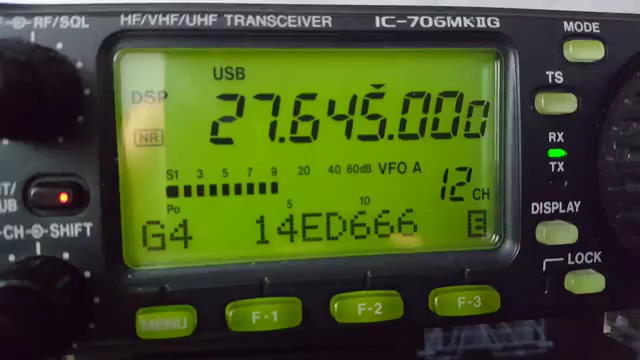 RF/SQL HF/VHF/UHF TRANSCEIVER IC-706MKIIG
MODE
USB
DSP 27.645.000
TS
NR
RX
TX
S1 3 5 7 9 20 40 60dB VFO A 12 CH
Po 5 10
G4 14ED666 E
DISPLAY
CH SHIFT
LOCK
MENU F-1 F-2 F-3